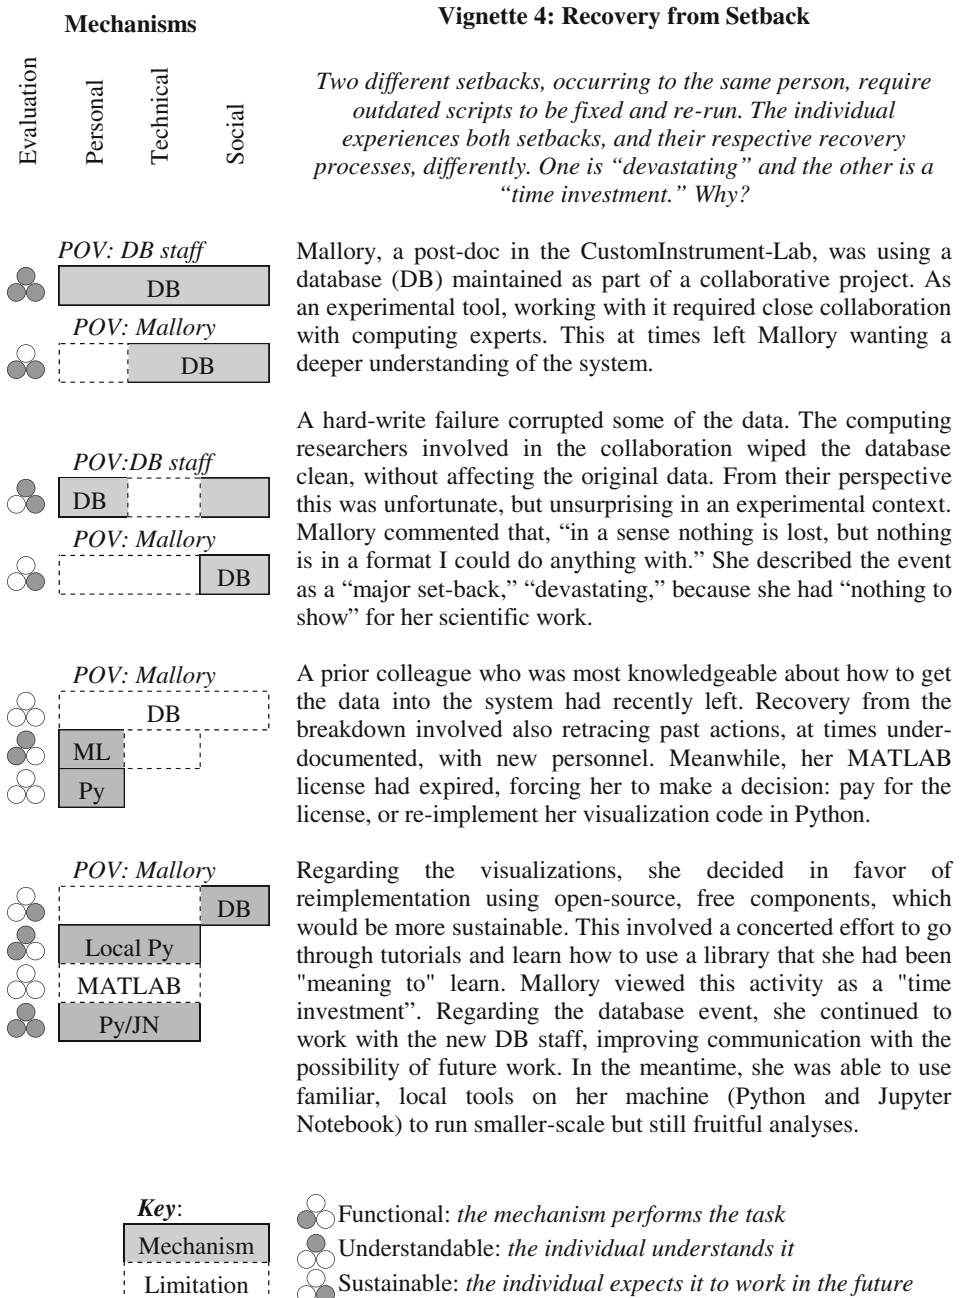 Mechanisms
Evaluation
Personal
Technical
Social
Vignette 4: Recovery from Setback
Two different setbacks, occurring to the same person, require
outdated scripts to be fixed and re-run. The individual
experiences both setbacks, and their respective recovery
processes, differently. One is “devastating” and the other is a
“time investment.” Why?
POV: DB staff
DB
POV: Mallory
DB
Mallory, a post-doc in the CustomInstrument-Lab, was using a
database (DB) maintained as part of a collaborative project. As
an experimental tool, working with it required close collaboration
with computing experts. This at times left Mallory wanting a
deeper understanding of the system.
POV:DB staff
DB
POV: Mallory
DB
A hard-write failure corrupted some of the data. The computing
researchers involved in the collaboration wiped the database
clean, without affecting the original data. From their perspective
this was unfortunate, but unsurprising in an experimental context.
Mallory commented that, “in a sense nothing is lost, but nothing
is in a format I could do anything with.” She described the event
as a “major set-back,” “devastating,” because she had “nothing to
show” for her scientific work.
POV: Mallory
DB
ML
Py
A prior colleague who was most knowledgeable about how to get
the data into the system had recently left. Recovery from the
breakdown involved also retracing past actions, at times under-
documented, with new personnel. Meanwhile, her MATLAB
license had expired, forcing her to make a decision: pay for the
license, or re-implement her visualization code in Python.
POV: Mallory
DB
Local Py
MATLAB
Py/JN
Regarding the visualizations, she decided in favor of
reimplementation using open-source, free components, which
would be more sustainable. This involved a concerted effort to go
through tutorials and learn how to use a library that she had been
"meaning to" learn. Mallory viewed this activity as a "time
investment”. Regarding the database event, she continued to
work with the new DB staff, improving communication with the
possibility of future work. In the meantime, she was able to use
familiar, local tools on her machine (Python and Jupyter
Notebook) to run smaller-scale but still fruitful analyses.
Key:
Mechanism
Limitation
Functional: the mechanism performs the task
Understandable: the individual understands it
Sustainable: the individual expects it to work in the future